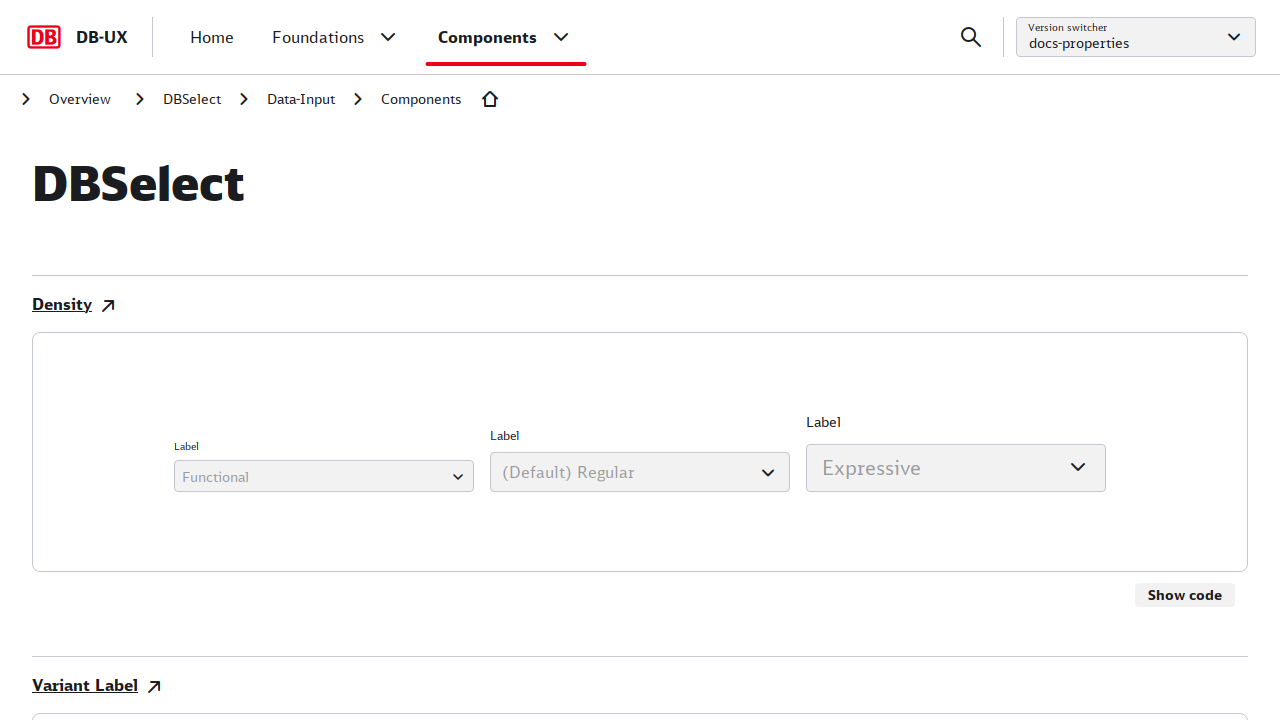 DB DB-UX Home Foundations Components Version switcher
docs-properties
Overview DBSelect Data-Input Components
DBSelect
Density
Label Label Label
Functional (Default) Regular Expressive
Show code
Variant Label